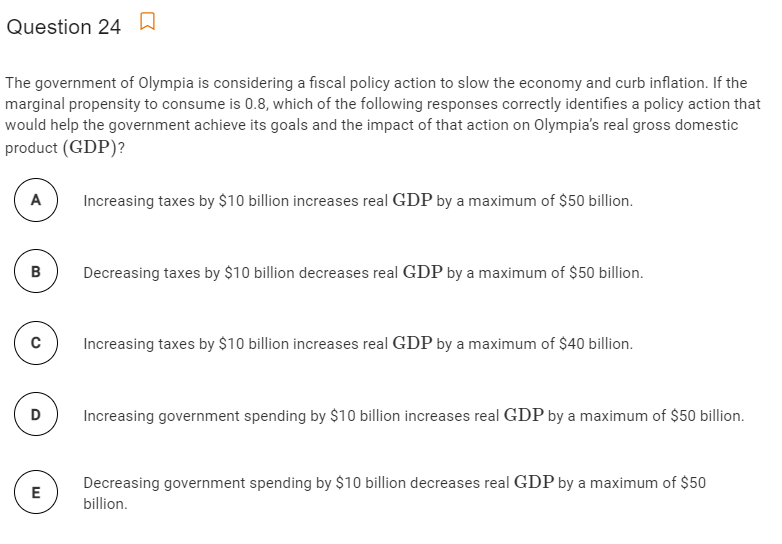 Question 24
The government of Olympia is considering a fiscal policy action to slow the economy and curb inflation. If the
marginal propensity to consume is 0.8, which of the following responses correctly identifies a policy action that
would help the government achieve its goals and the impact of that action on Olympia's real gross domestic
product (GDP)?
A Increasing taxes by $10 billion increases real GDP by a maximum of $50 billion.
B Decreasing taxes by $10 billion decreases real GDP by a maximum of $50 billion.
C Increasing taxes by $10 billion increases real GDP by a maximum of $40 billion.
D Increasing government spending by $10 billion increases real GDP by a maximum of $50 billion.
E Decreasing government spending by $10 billion decreases real GDP by a maximum of $50
billion.